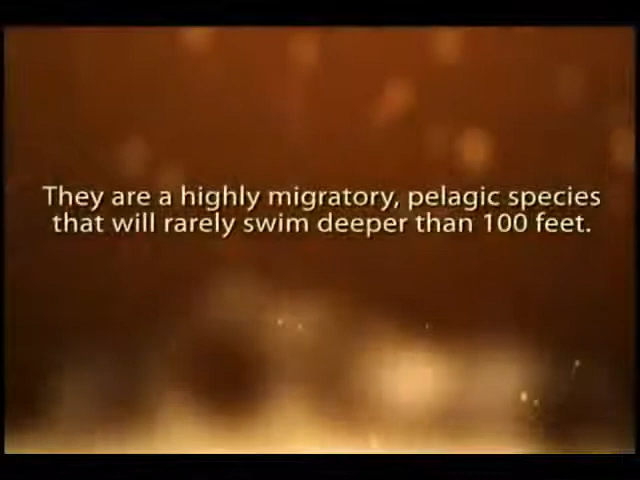 They are a highly migratory, pelagic species
that will rarely swim deeper than 100 feet.